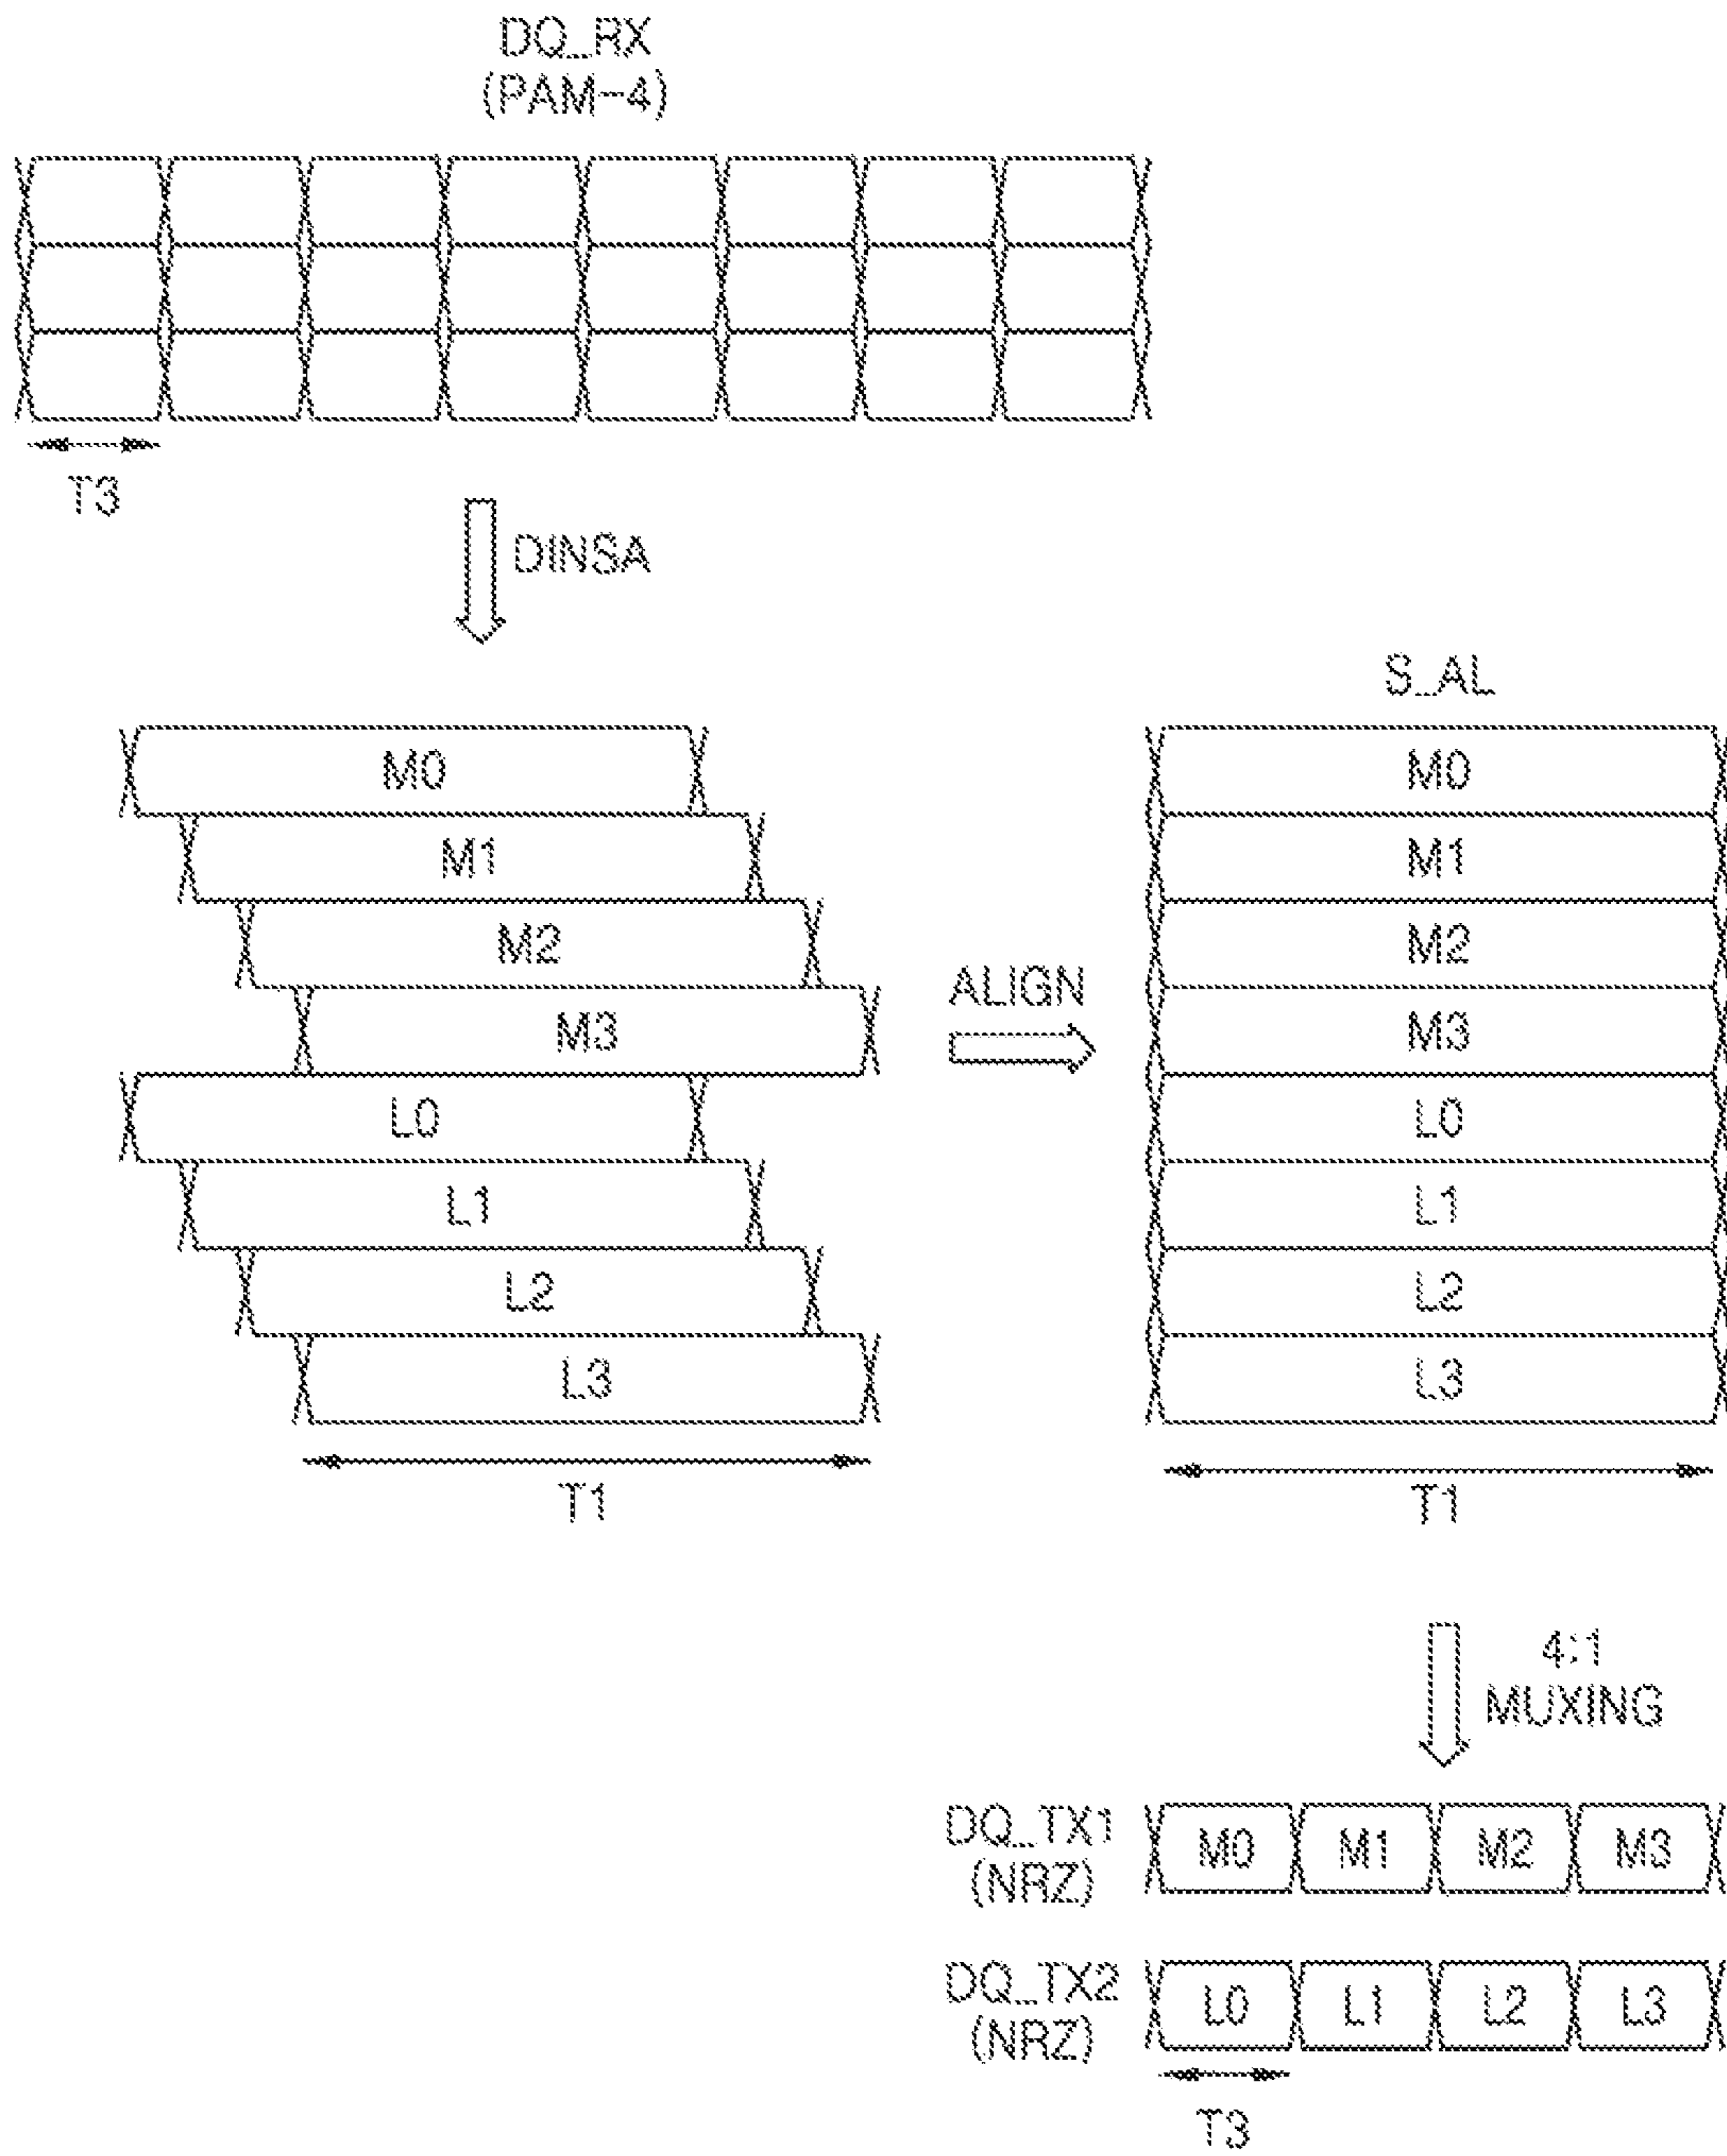 DQ_RX
(PAM-4)
T3
DINSA
S_AL
M0
M1
M2
M3
L0
L1
L2
L3
T1
ALIGN
M0
M1
M2
M3
L0
L1
L2
L3
T1
4:1
MUXING
DQ_TX1
(NRZ)
M0 M1 M2 M3
DQ_TX2
(NRZ)
L0 L1 L2 L3
T3